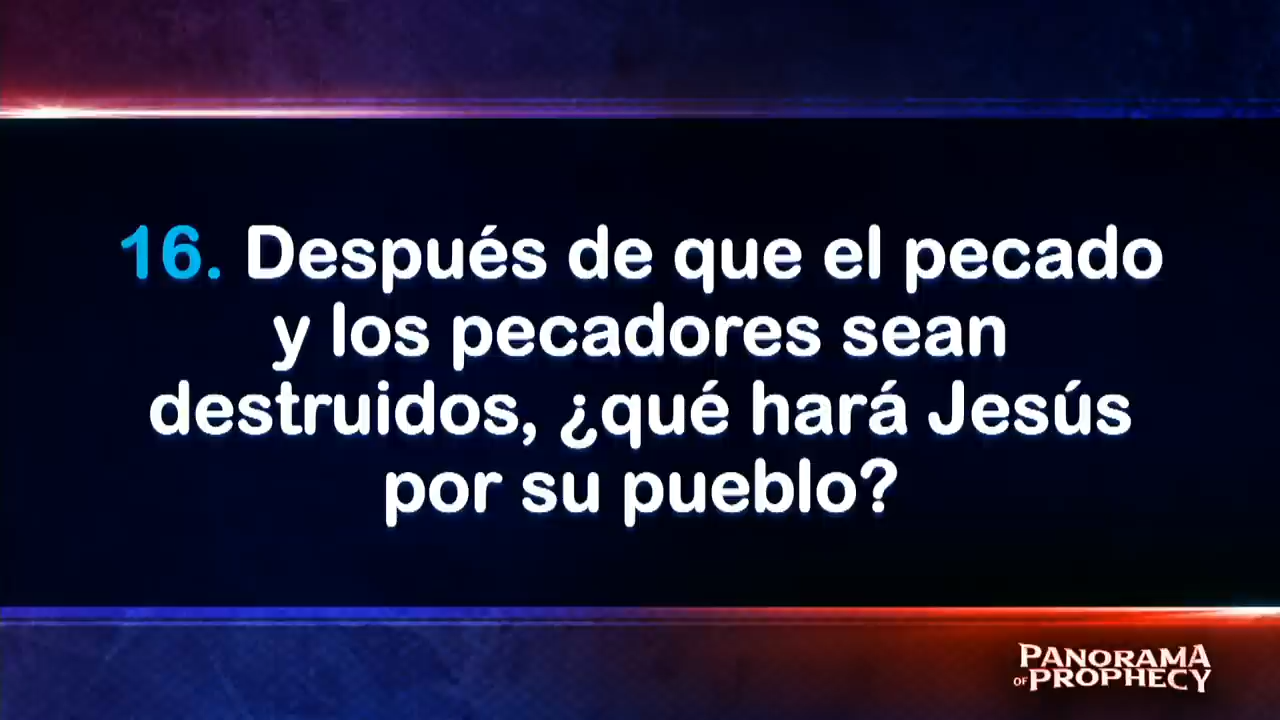 16. Después de que el pecado
y los pecadores sean
destruidos, ¿qué hará Jesús
por su pueblo?
PANORAMA
OF PROPHECY